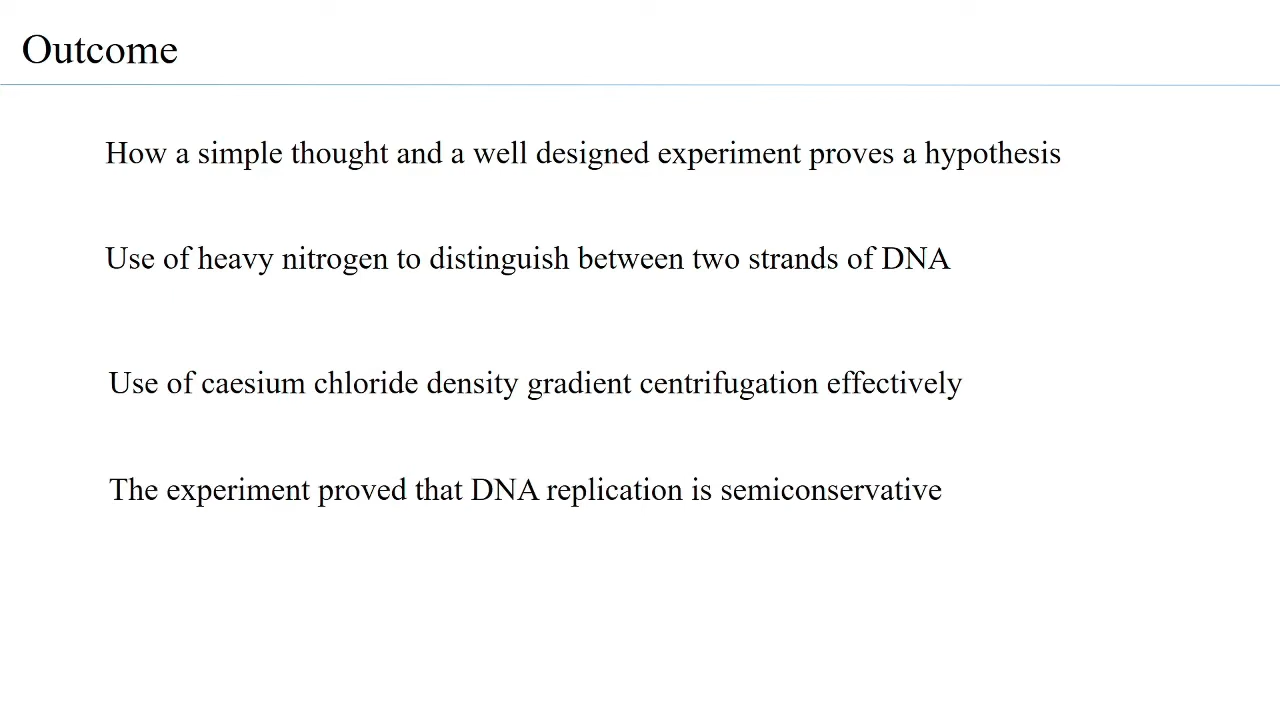 Outcome
How a simple thought and a well designed experiment proves a hypothesis
Use of heavy nitrogen to distinguish between two strands of DNA
Use of caesium chloride density gradient centrifugation effectively
The experiment proved that DNA replication is semiconservative